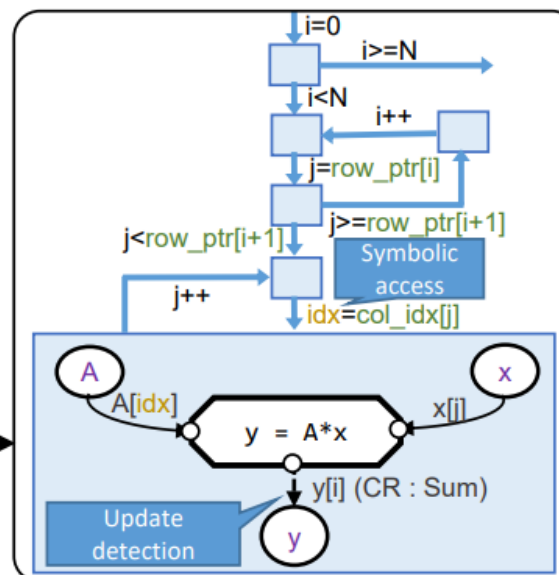 i=0
i>=N
i<N
i++
j=row_ptr[i]
j<row_ptr[i+1]
j>=row_ptr[i+1]
Symbolic
access
j++
idx=col_idx[j]
A
x
A[idx]
x[j]
y = A*x
y[i] (CR : Sum)
Update
detection
y